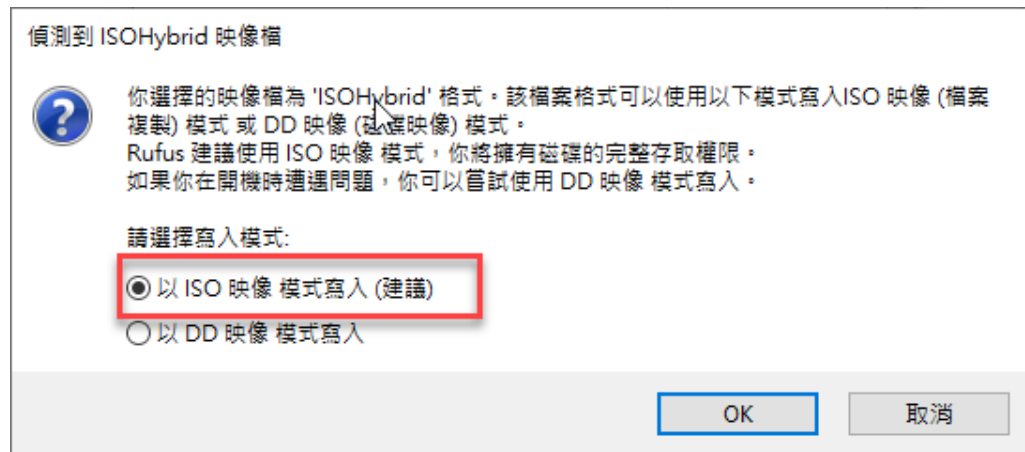 偵測到 ISOHybrid 映像檔
你選擇的映像檔為 'ISOHybrid' 格式。該檔案格式可以使用以下模式寫入ISO 映像 (檔案
複製) 模式 或 DD 映像 (磁碟映像) 模式。
Rufus 建議使用 ISO 映像 模式，你將擁有磁碟的完整存取權限。
如果你在開機時遭遇問題，你可以嘗試使用 DD 映像 模式寫入。
請選擇寫入模式:
以 ISO 映像 模式寫入 (建議)
以 DD 映像 模式寫入
OK
取消